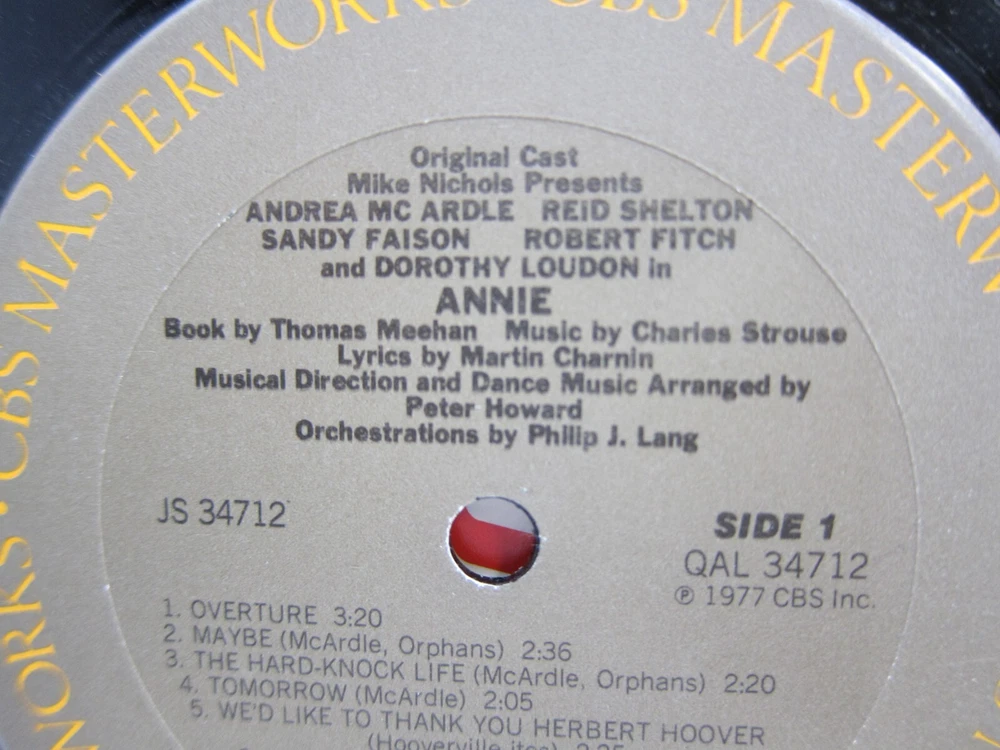 MASTERWORKS · CBS MASTERW
WORKS · CBS
Original Cast
Mike Nichols Presents
ANDREA MC ARDLE REID SHELTON
SANDY FAISON ROBERT FITCH
and DOROTHY LOUDON in
ANNIE
Book by Thomas Meehan Music by Charles Strouse
Lyrics by Martin Charnin
Musical Direction and Dance Music Arranged by
Peter Howard
Orchestrations by Philip J. Lang
JS 34712
SIDE 1
QAL 34712
℗ 1977 CBS Inc.
1. OVERTURE 3:20
2. MAYBE (McArdle, Orphans) 2:36
3. THE HARD-KNOCK LIFE (McArdle, Orphans) 2:20
4. TOMORROW (McArdle) 2:05
5. WE'D LIKE TO THANK YOU HERBERT HOOVER
(Hooverville-ites)